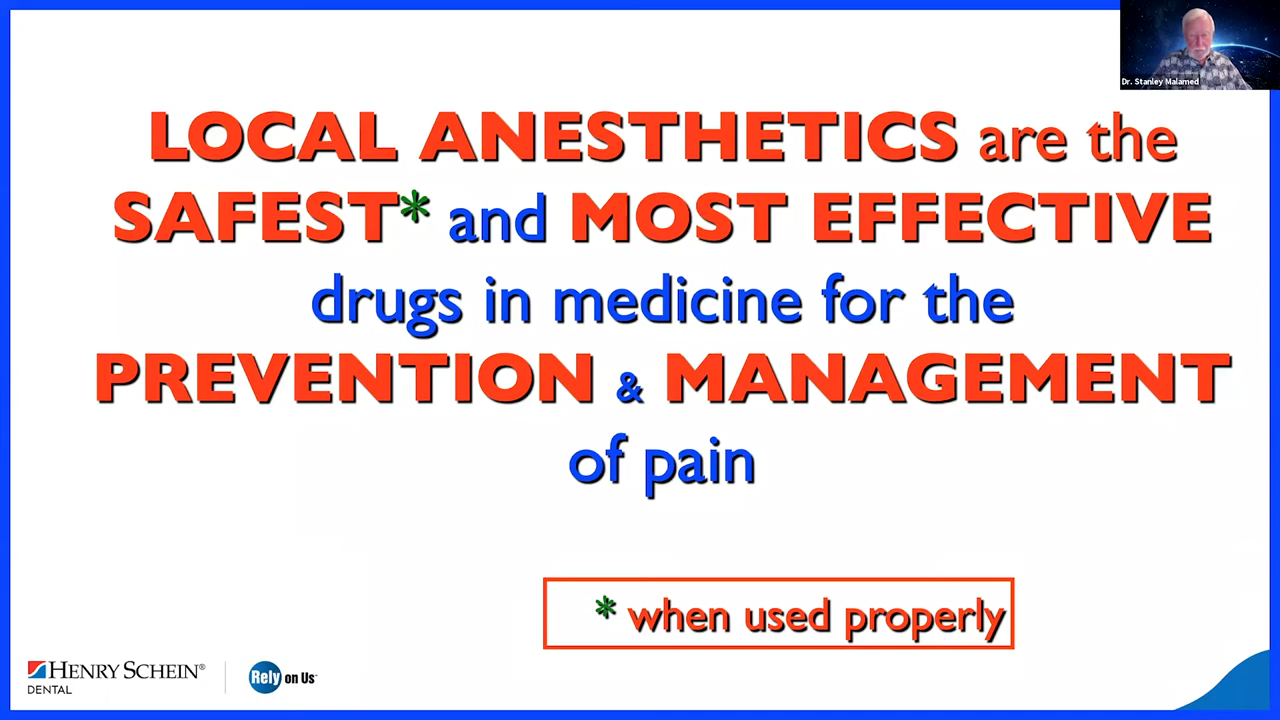 Dr. Stanley Malamed
LOCAL ANESTHETICS are the
SAFEST* and MOST EFFECTIVE
drugs in medicine for the
PREVENTION & MANAGEMENT
of pain
* when used properly
HENRY SCHEIN®
DENTAL
Rely on Us™